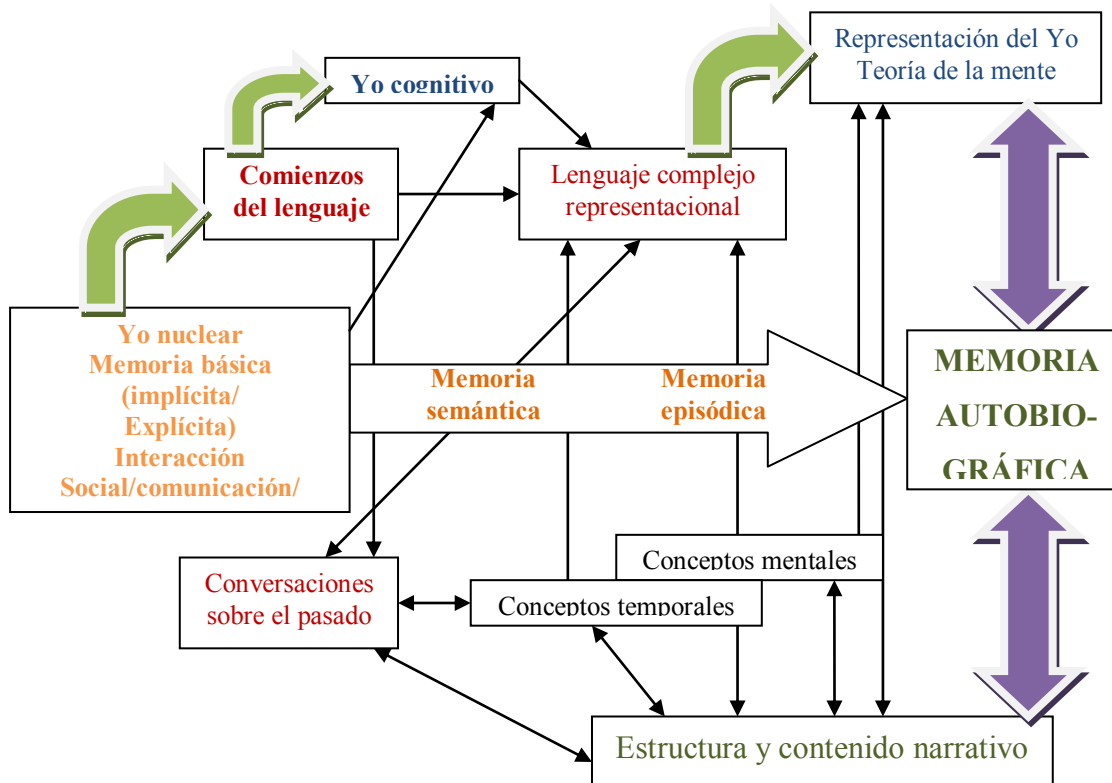 Representación del Yo
Teoría de la mente
Yo cognitivo
Comienzos
del lenguaje
Lenguaje complejo
representacional
Yo nuclear
Memoria básica
(implícita/
Explícita)
Interacción
Social/comunicación/
Memoria
semántica
Memoria
episódica
MEMORIA
AUTOBIO-
GRÁFICA
Conceptos mentales
Conversaciones
sobre el pasado
Conceptos temporales
Estructura y contenido narrativo